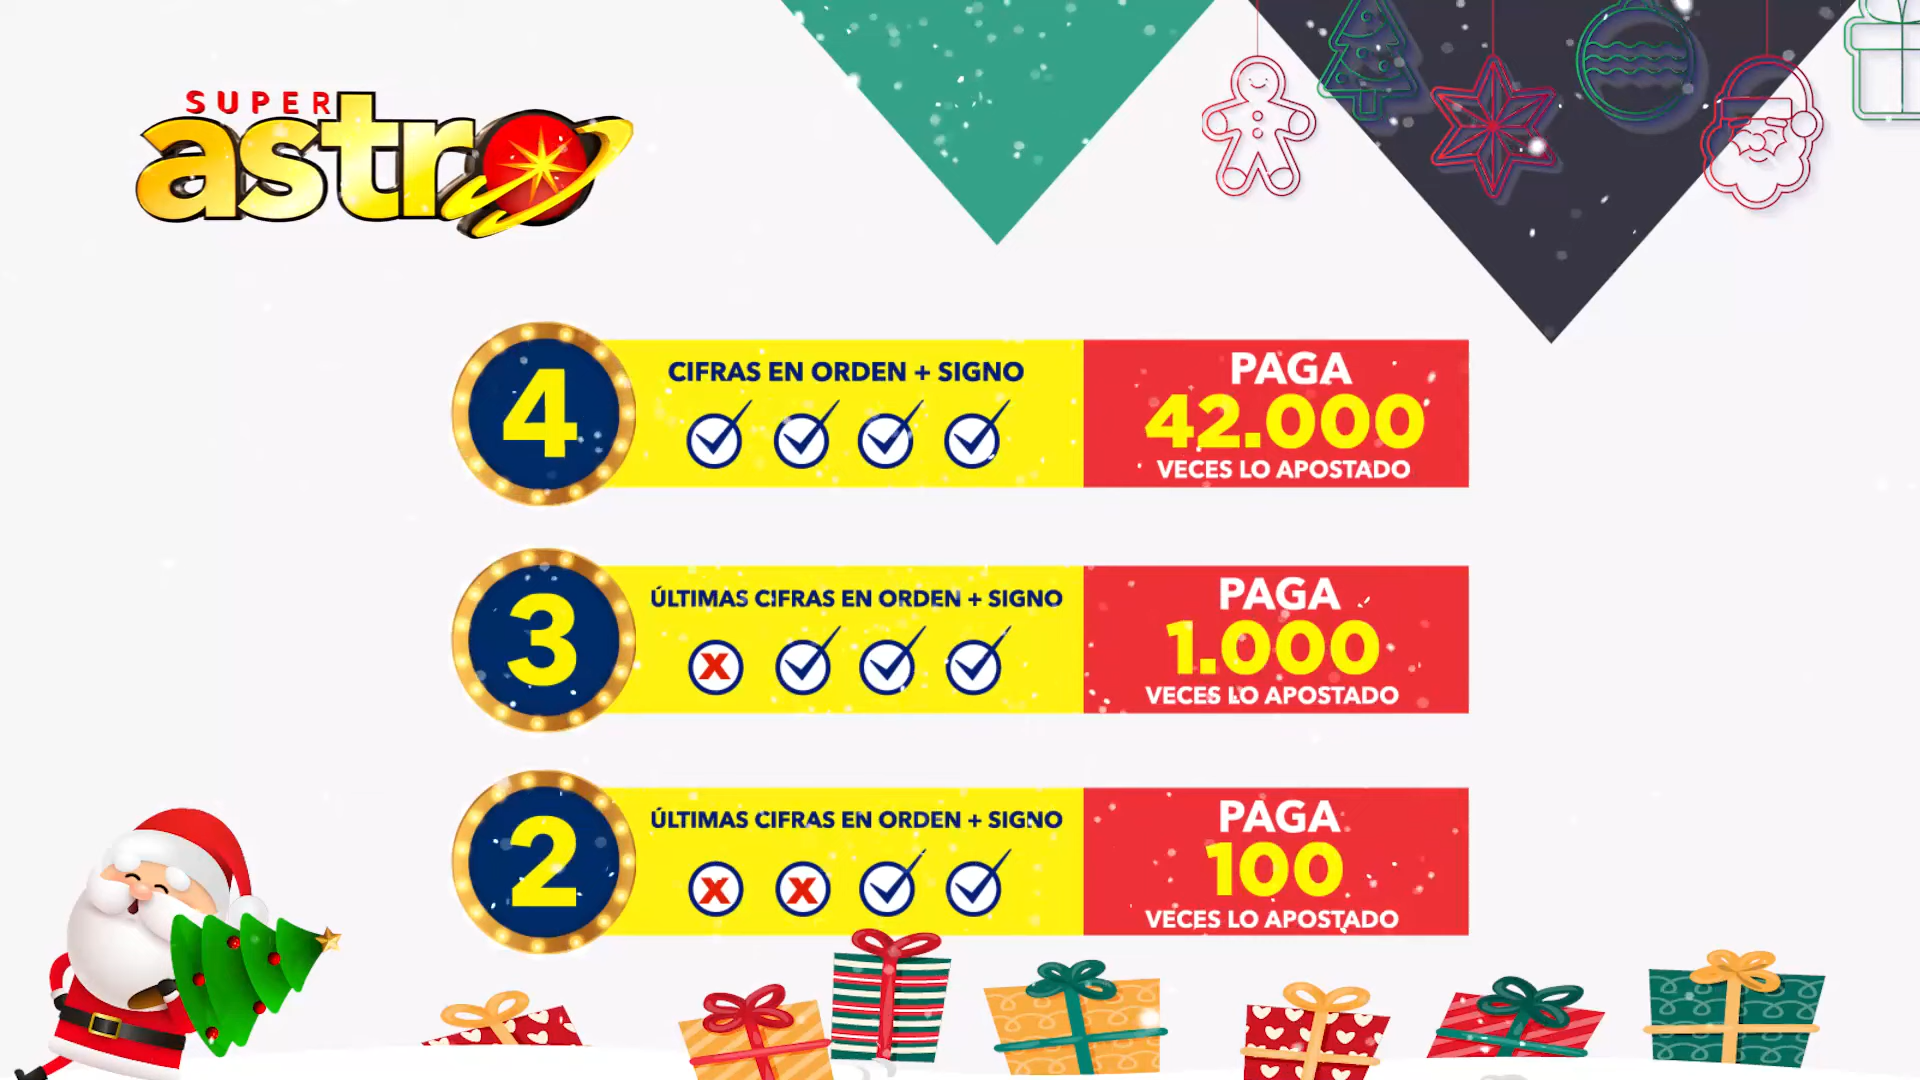 SUPER
astro
4
CIFRAS EN ORDEN + SIGNO
PAGA
42.000
VECES LO APOSTADO
3
ÚLTIMAS CIFRAS EN ORDEN + SIGNO
X
PAGA
1.000
VECES LO APOSTADO
2
ÚLTIMAS CIFRAS EN ORDEN + SIGNO
X X
PAGA
100
VECES LO APOSTADO